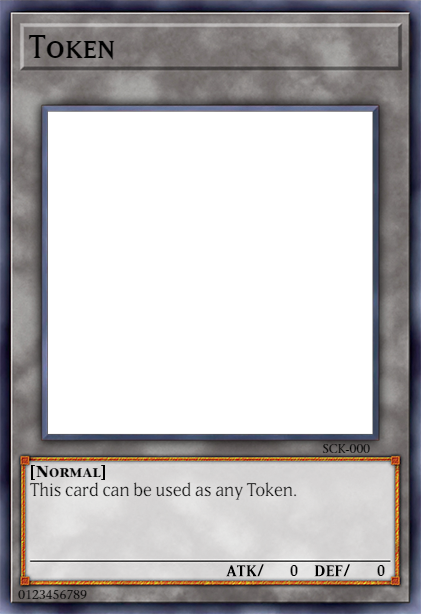 TOKEN
SCK-000
[NORMAL]
This card can be used as any Token.
ATK/ 0 DEF/ 0
0123456789